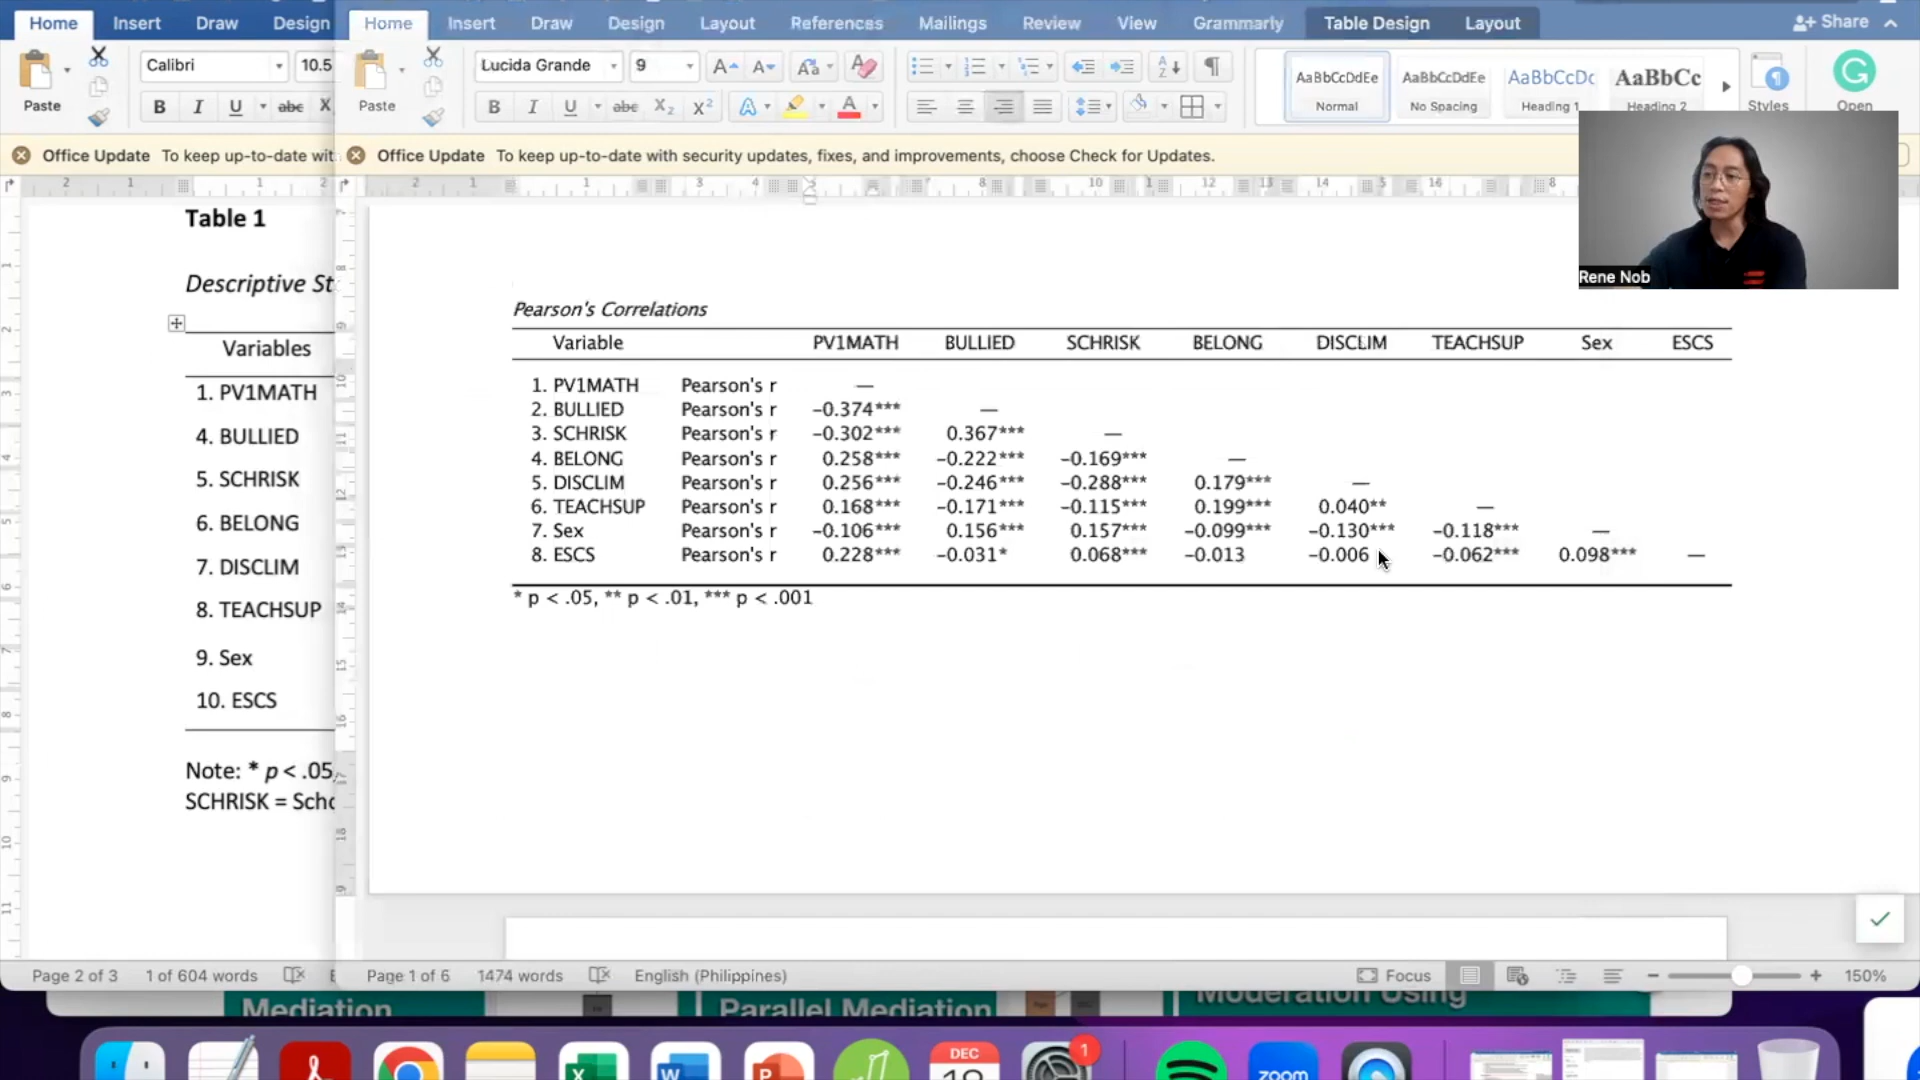 Home Insert Draw Design
Home Insert Draw Design Layout References Mailings Review View Grammarly Table Design Layout Share
Calibri 10.5
Lucida Grande 9
Paste
Paste
AaBbCcDdEe Normal
AaBbCcDdEe No Spacing
AaBbCcDc Heading 1
AaBbCc Heading 2
Styles
Open
Office Update To keep up-to-date wit
Office Update To keep up-to-date with security updates, fixes, and improvements, choose Check for Updates.
Rene Nob
Table 1
Descriptive St
Variables
1. PV1MATH
4. BULLIED
5. SCHRISK
6. BELONG
7. DISCLIM
8. TEACHSUP
9. Sex
10. ESCS
Note: * p < .05,
SCHRISK = Scho
Pearson's Correlations
Variable PV1MATH BULLIED SCHRISK BELONG DISCLIM TEACHSUP Sex ESCS
1. PV1MATH Pearson's r —
2. BULLIED Pearson's r −0.374*** —
3. SCHRISK Pearson's r −0.302*** 0.367*** —
4. BELONG Pearson's r 0.258*** −0.222*** −0.169*** —
5. DISCLIM Pearson's r 0.256*** −0.246*** −0.288*** 0.179*** —
6. TEACHSUP Pearson's r 0.168*** −0.171*** −0.115*** 0.199*** 0.040** —
7. Sex Pearson's r −0.106*** 0.156*** 0.157*** −0.099*** −0.130*** −0.118*** —
8. ESCS Pearson's r 0.228*** −0.031* 0.068*** −0.013 −0.006 −0.062*** 0.098*** —
* p < .05, ** p < .01, *** p < .001
Page 2 of 3 1 of 604 words
Page 1 of 6 1474 words English (Philippines) Focus 150%
Mediation
Parallel Mediation
Moderation Using
DEC
1
zoom